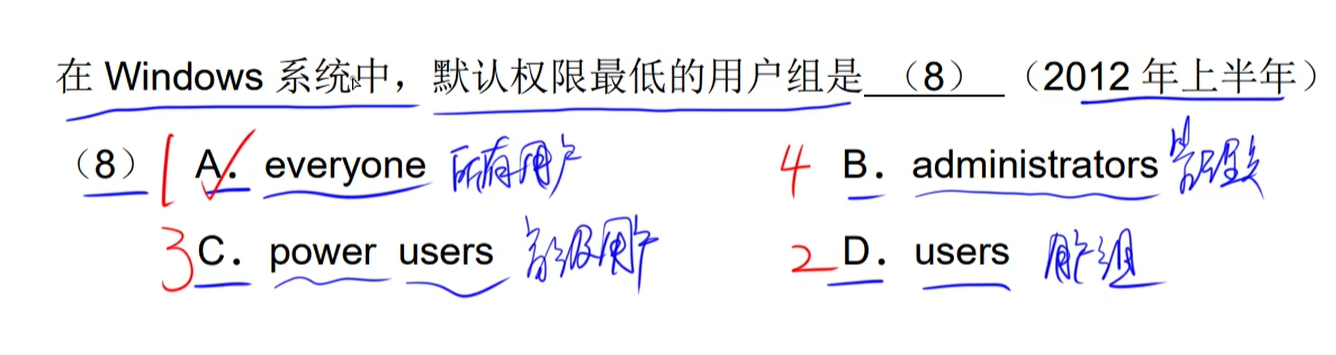 在 Windows 系统中，默认权限最低的用户组是 （8） （2012 年上半年）
（8） 1 A． everyone 所有用户 4 B． administrators 管理员
3 C． power users 高级用户 2 D． users 用户组